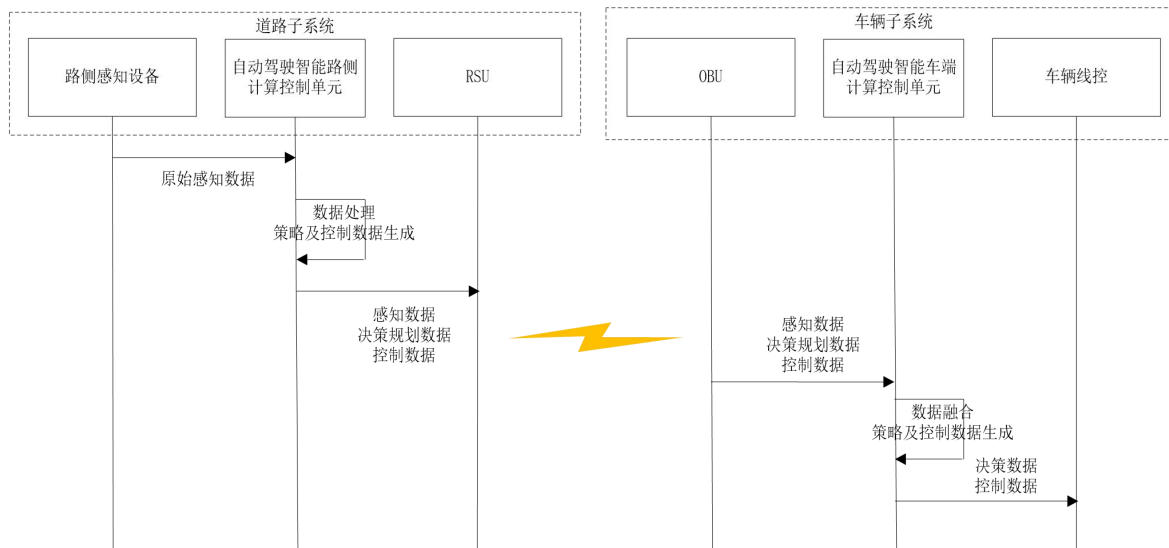 道路子系统
车辆子系统
路侧感知设备
自动驾驶智能路侧
计算控制单元
RSU
OBU
自动驾驶智能车端
计算控制单元
车辆线控
原始感知数据
数据处理
策略及控制数据生成
感知数据
决策规划数据
控制数据
感知数据
决策规划数据
控制数据
数据融合
策略及控制数据生成
决策数据
控制数据